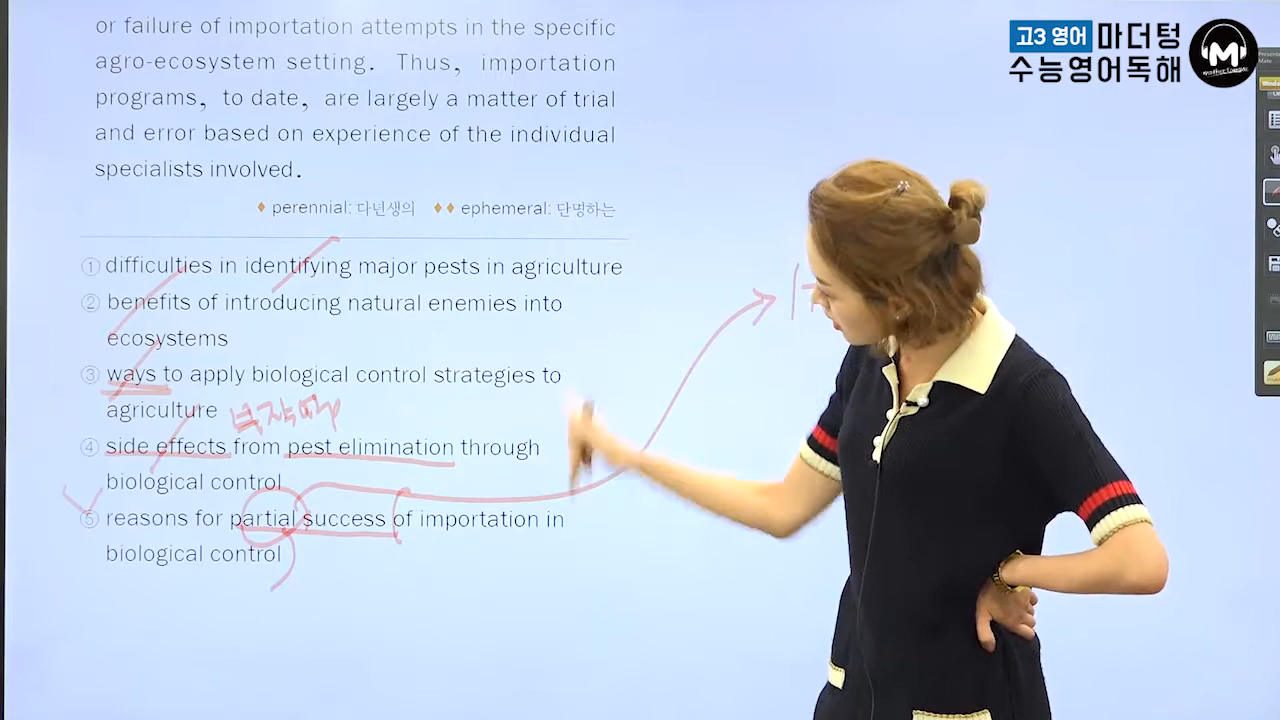 or failure of importation attempts in the specific
agro-ecosystem setting. Thus, importation
programs, to date, are largely a matter of trial
and error based on experience of the individual
specialists involved.
♦ perennial: 다년생의 ♦♦ ephemeral: 단명하는
① difficulties in identifying major pests in agriculture
② benefits of introducing natural enemies into
ecosystems
③ ways to apply biological control strategies to
agriculture
부작용
④ side effects from pest elimination through
biological control
⑤ reasons for partial success of importation in
biological control
고3 영어 마더텅
수능영어독해
M